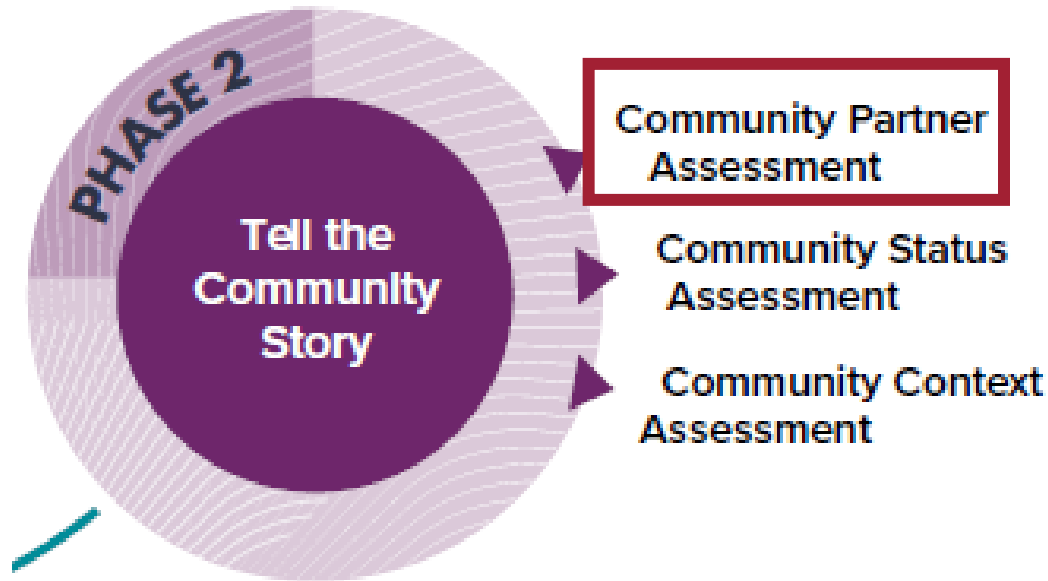 PHASE 2
Tell the
Community
Story
Community Partner
Assessment
Community Status
Assessment
Community Context
Assessment